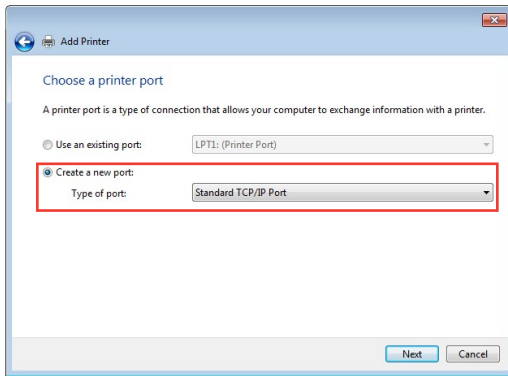 Add Printer
Choose a printer port
A printer port is a type of connection that allows your computer to exchange information with a printer.
Use an existing port: LPT1: (Printer Port)
Create a new port:
Type of port: Standard TCP/IP Port
Next Cancel